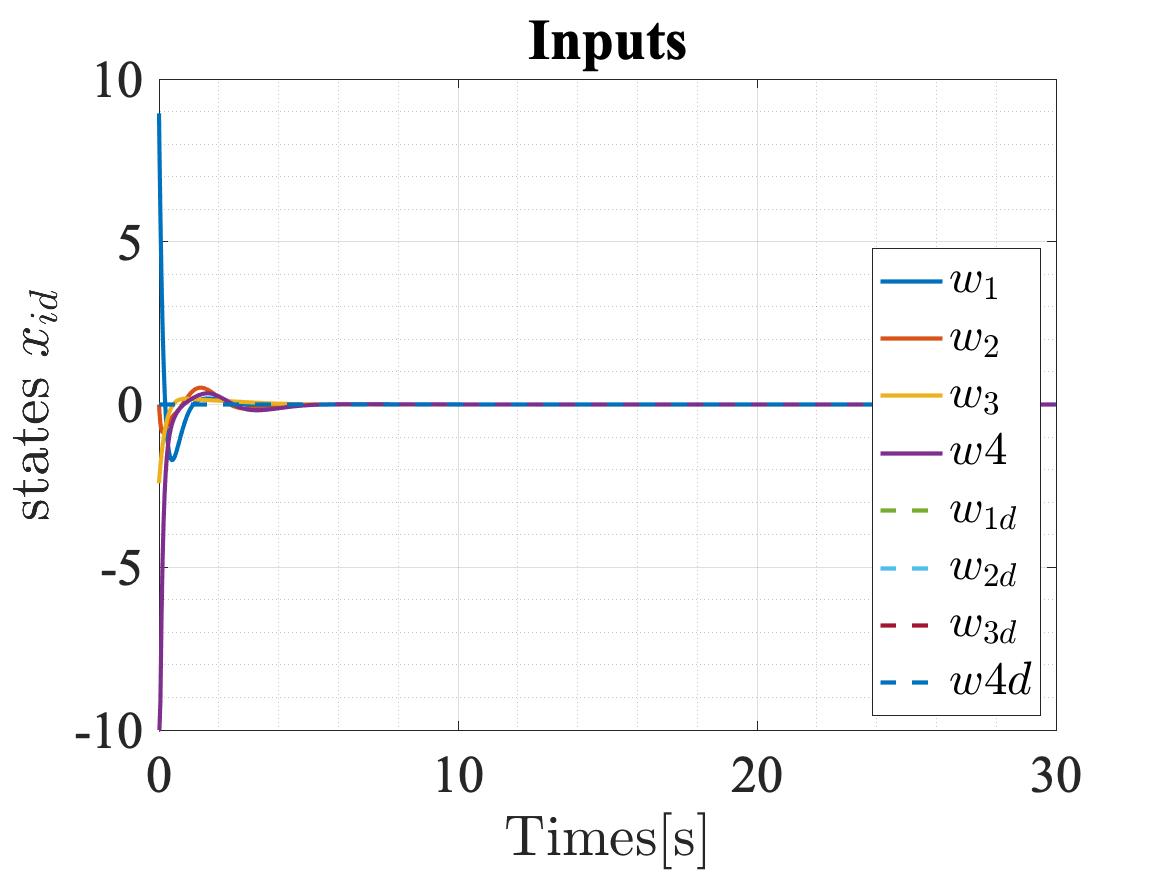 Inputs
10
5
0
-5
-10
states x_{id}
0
10
20
30
Times[s]
w_1
w_2
w_3
w4
w_{1d}
w_{2d}
w_{3d}
w4d